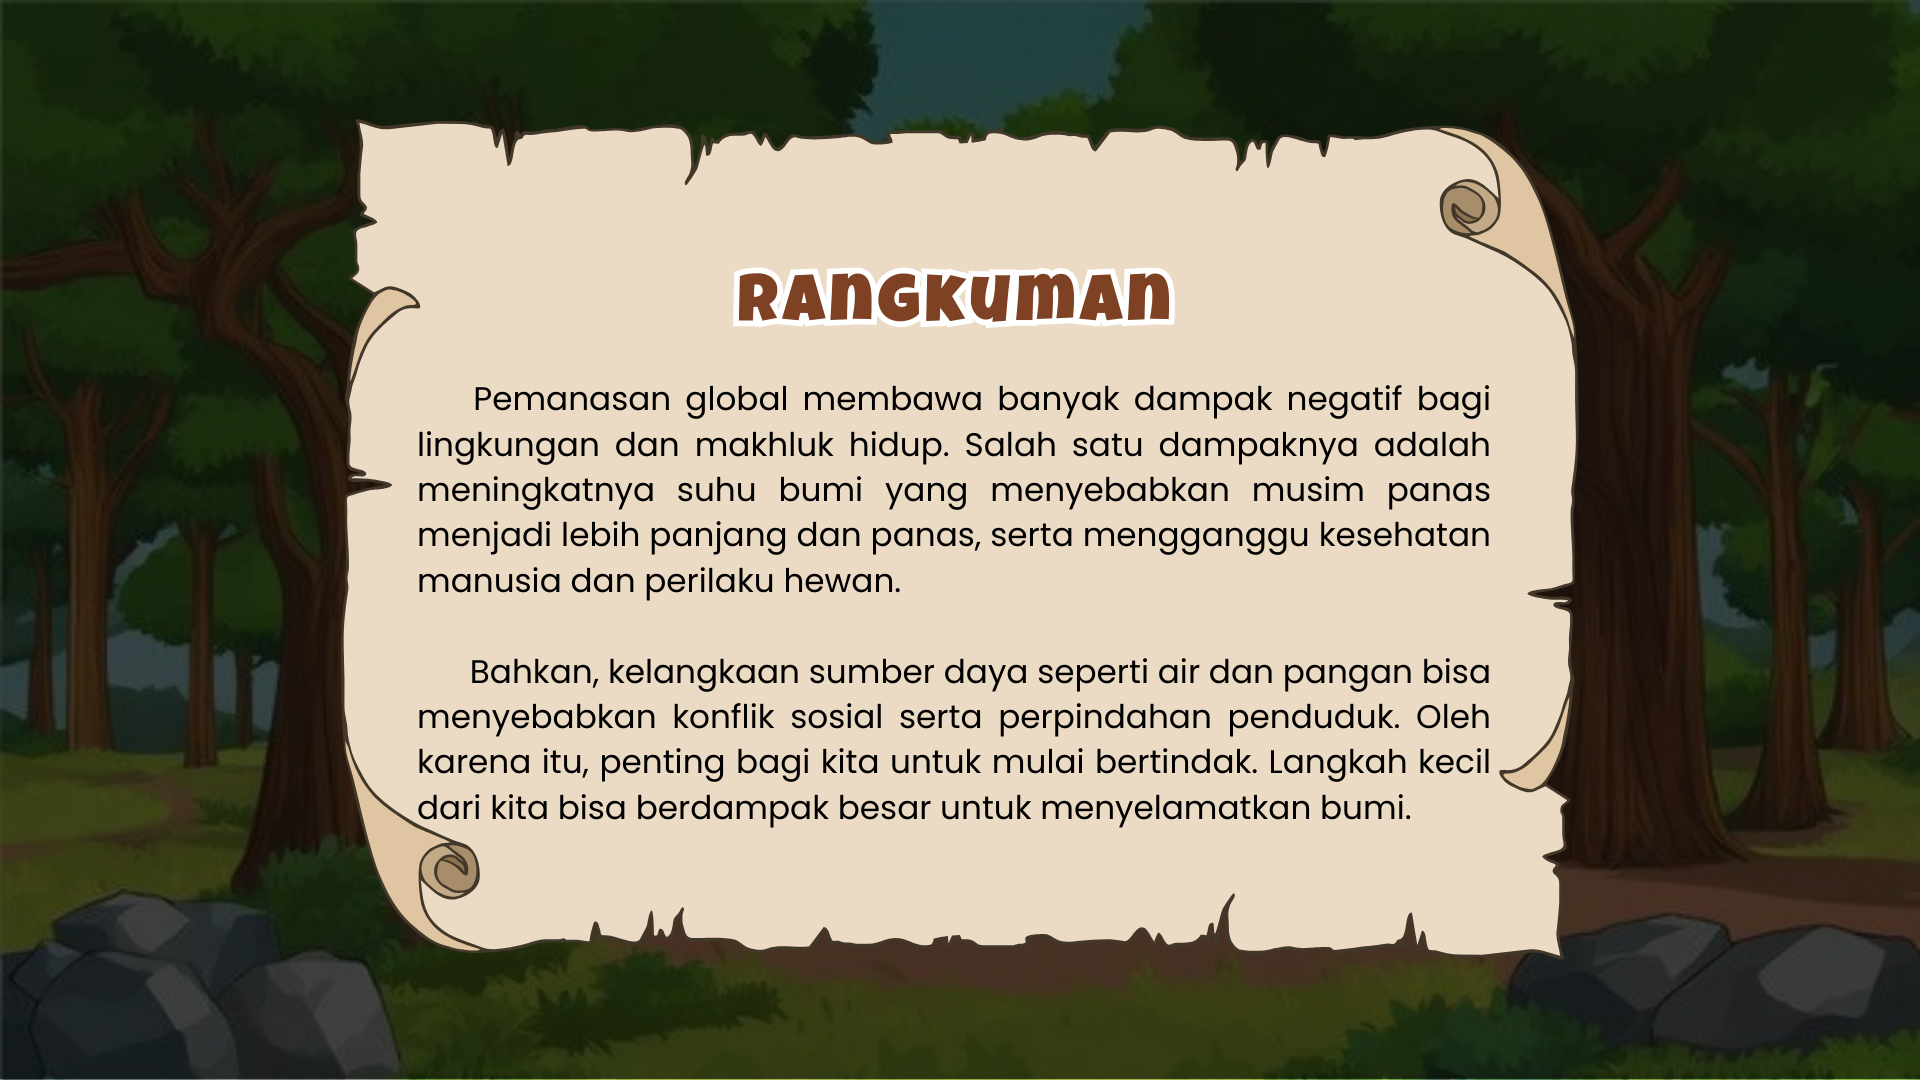 RANGKUMAN
Pemanasan global membawa banyak dampak negatif bagi
lingkungan dan makhluk hidup. Salah satu dampaknya adalah
meningkatnya suhu bumi yang menyebabkan musim panas
menjadi lebih panjang dan panas, serta mengganggu kesehatan
manusia dan perilaku hewan.
Bahkan, kelangkaan sumber daya seperti air dan pangan bisa
menyebabkan konflik sosial serta perpindahan penduduk. Oleh
karena itu, penting bagi kita untuk mulai bertindak. Langkah kecil
dari kita bisa berdampak besar untuk menyelamatkan bumi.